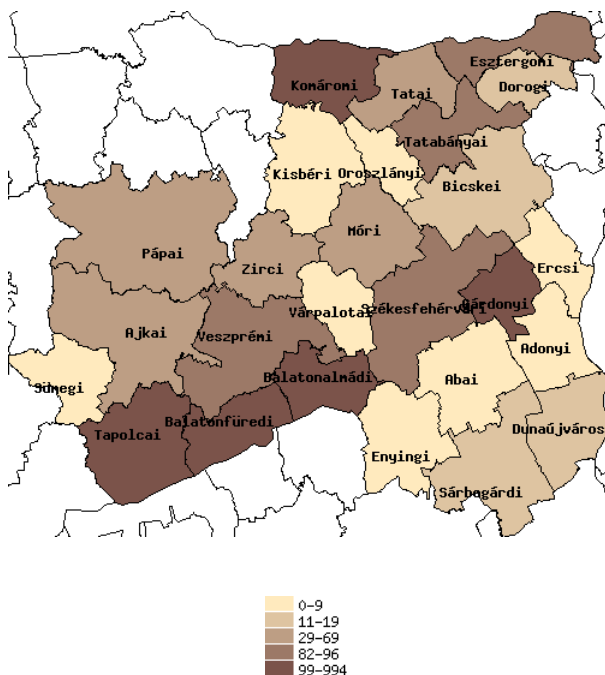 Esztergomi
Komáromi
Dorogi
Tatai
Tatabányai
Kisbéri
Oroszlányi
Bicskei
Móri
Pápai
Zirci
Ercsi
Gárdonyi
Várpalotai
Székesfehérvári
Ajkai
Veszprémi
Adonyi
Balatonalmádi
Abai
Sümegi
Balatonfüredi
Dunaújváros
Tapolcai
Enyingi
Sárbogárdi
0-9
11-19
29-69
82-96
99-994